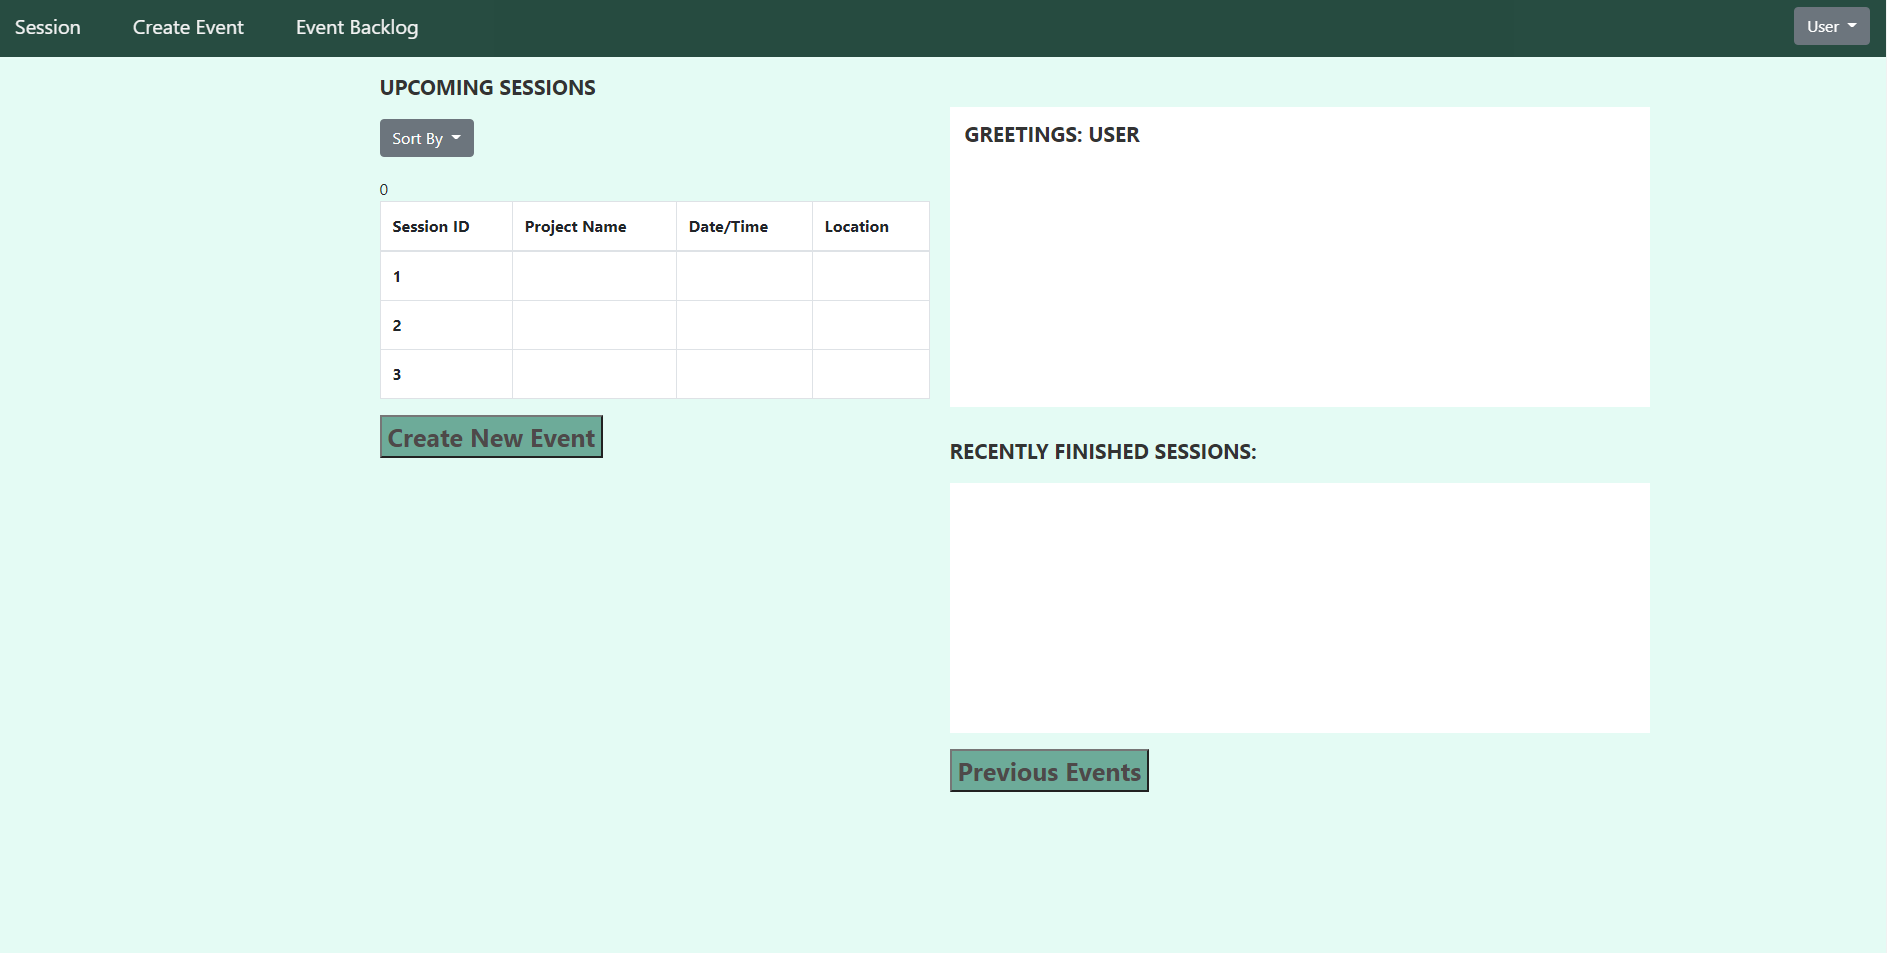 Session Create Event Event Backlog User
UPCOMING SESSIONS
Sort By
0
Session ID Project Name Date/Time Location
1
2
3
Create New Event
GREETINGS: USER
RECENTLY FINISHED SESSIONS:
Previous Events